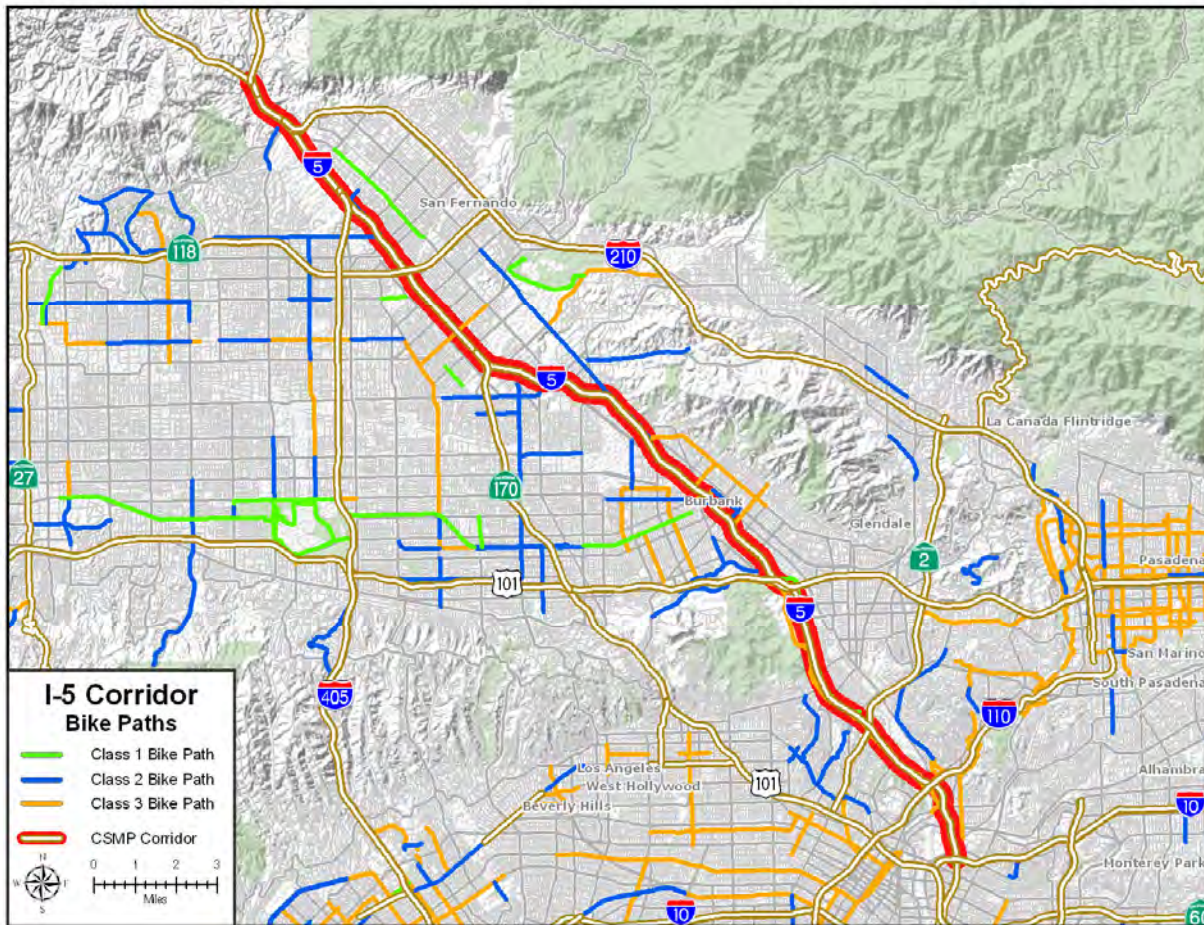 5
San Fernando
118
210
5
La Canada Flintridge
27
170
Burbank
Glendale
2
Pasadena
101
5
San Marino
South Pasadena
405
110
Los Angeles
West Hollywood
101
Alhambra
Beverly Hills
10
Monterey Park
10
60
I-5 Corridor
Bike Paths
Class 1 Bike Path
Class 2 Bike Path
Class 3 Bike Path
CSMP Corridor
N
W E
S
0 1 2 3
Miles